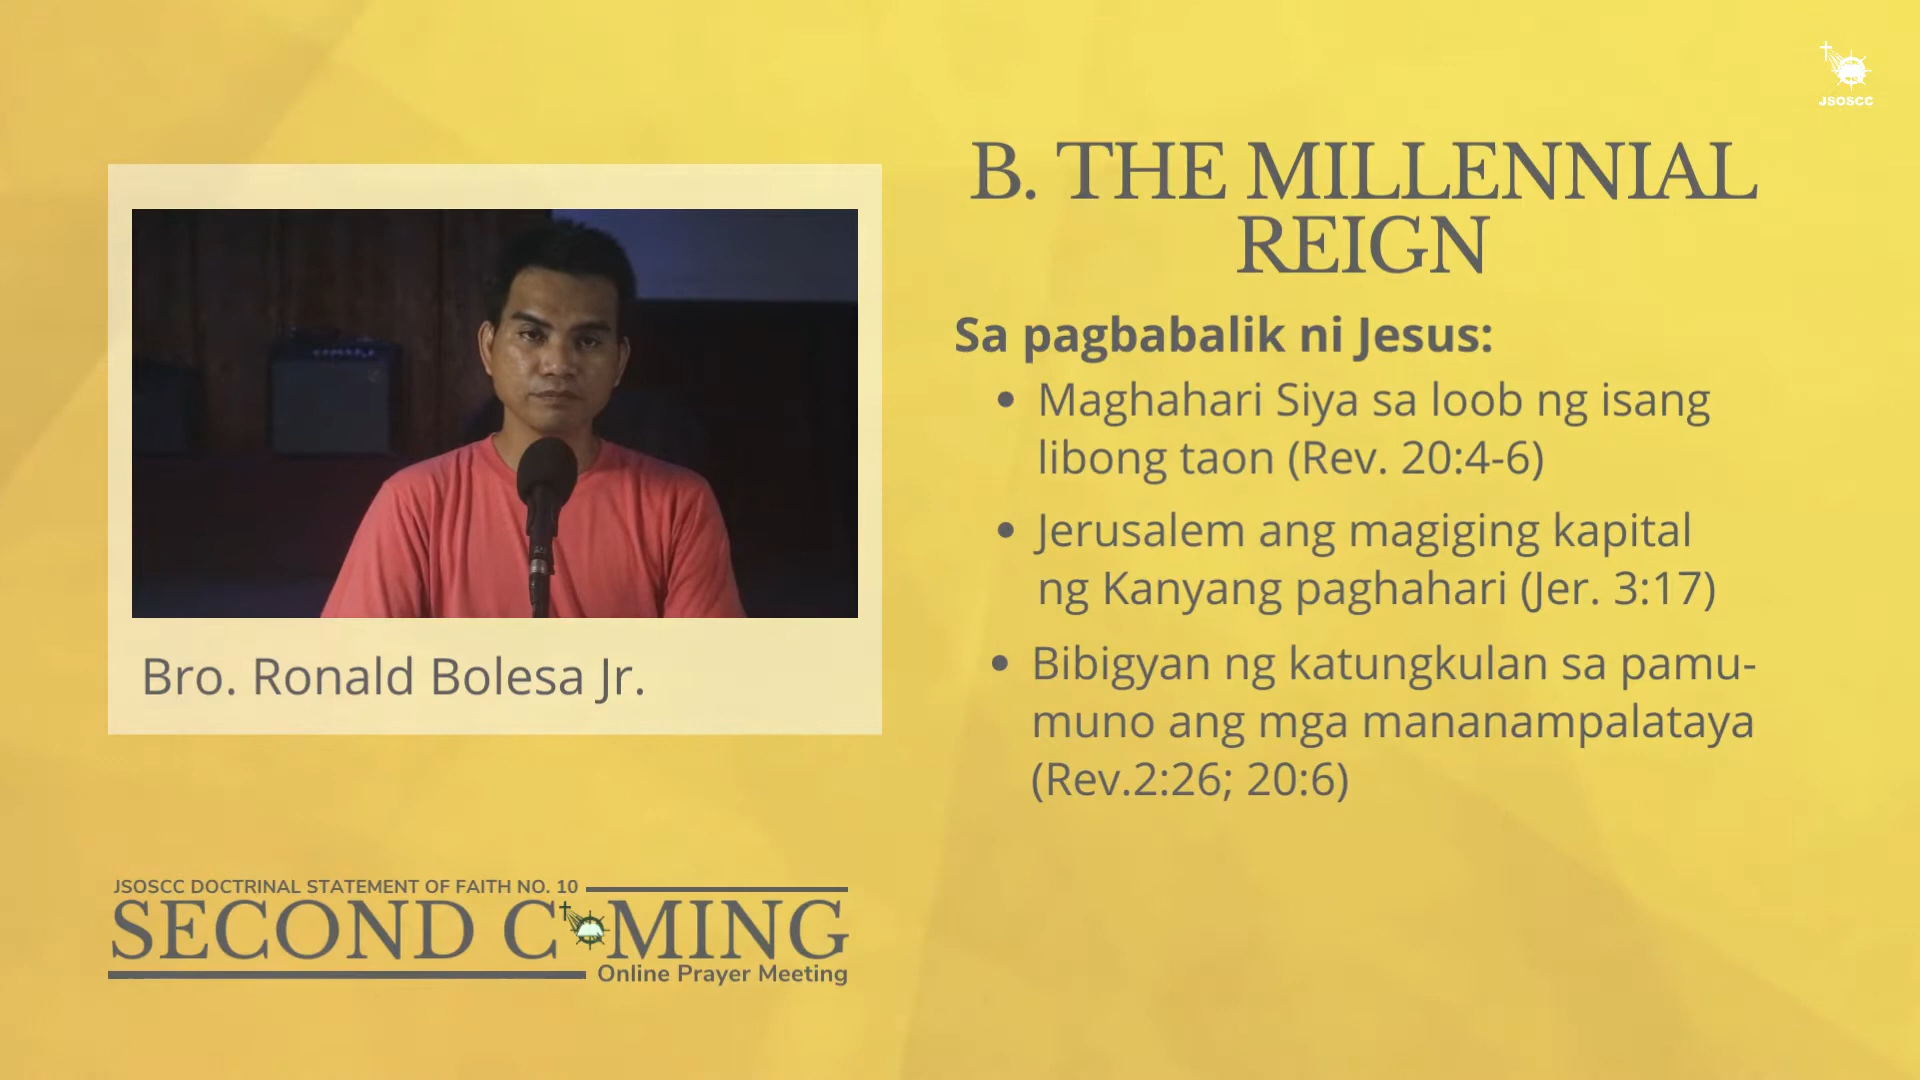 JSOSCC
B. THE MILLENNIAL
REIGN
Sa pagbabalik ni Jesus:
• Maghahari Siya sa loob ng isang
libong taon (Rev. 20:4-6)
• Jerusalem ang magiging kapital
ng Kanyang paghahari (Jer. 3:17)
• Bibigyan ng katungkulan sa pamu-
muno ang mga mananampalataya
(Rev.2:26; 20:6)
Bro. Ronald Bolesa Jr.
JSOSCC DOCTRINAL STATEMENT OF FAITH NO. 10
SECOND COMING
Online Prayer Meeting